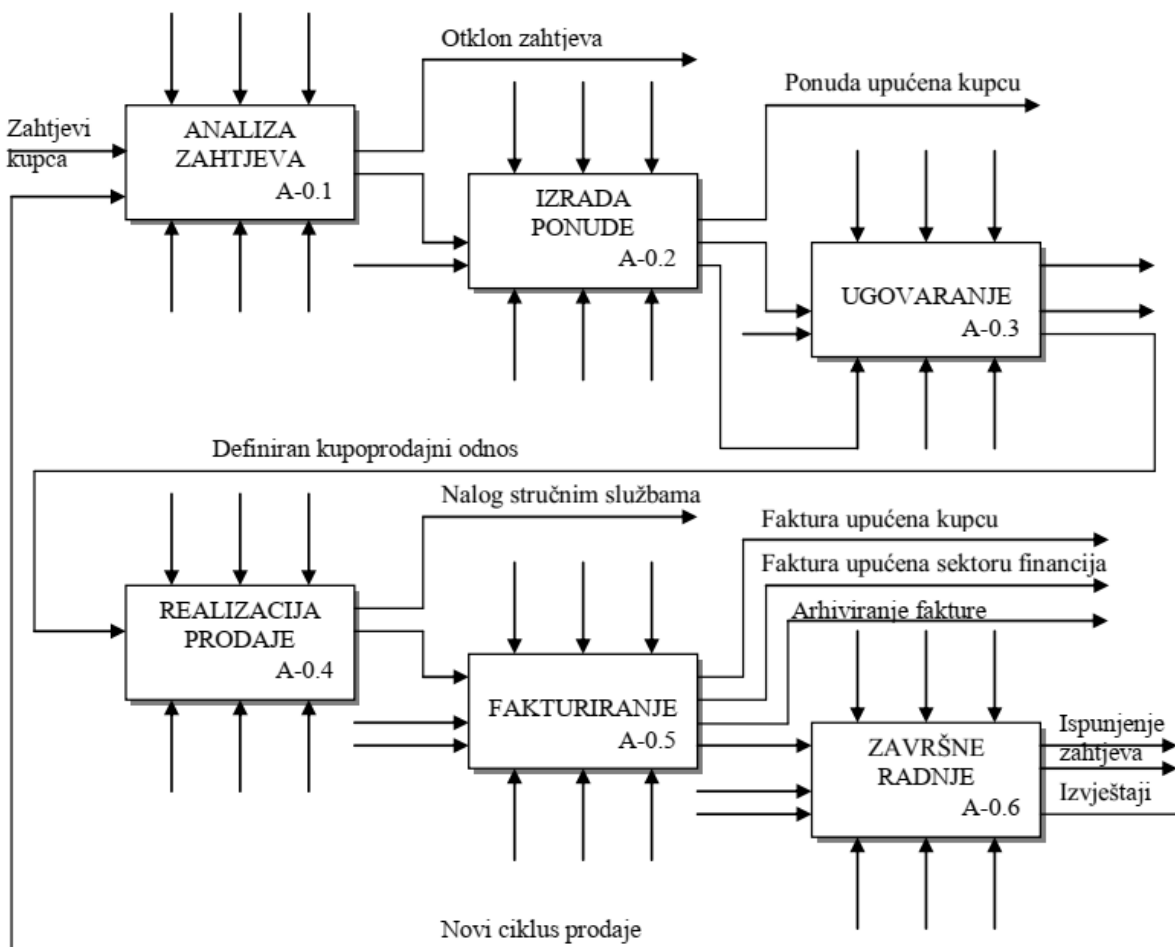 Otklon zahtjeva
Ponuda upućena kupcu
Zahtjevi
kupca
ANALIZA
ZAHTJEVA
A-0.1
IZRADA
PONUDE
A-0.2
UGOVARANJE
A-0.3
Definiran kupoprodajni odnos
Nalog stručnim službama
Faktura upućena kupcu
Faktura upućena sektoru financija
Arhiviranje fakture
REALIZACIJA
PRODAJE
A-0.4
FAKTURIRANJE
A-0.5
ZAVRŠNE
RADNJE
A-0.6
Ispunjenje
zahtjeva
Izvještaji
Novi ciklus prodaje